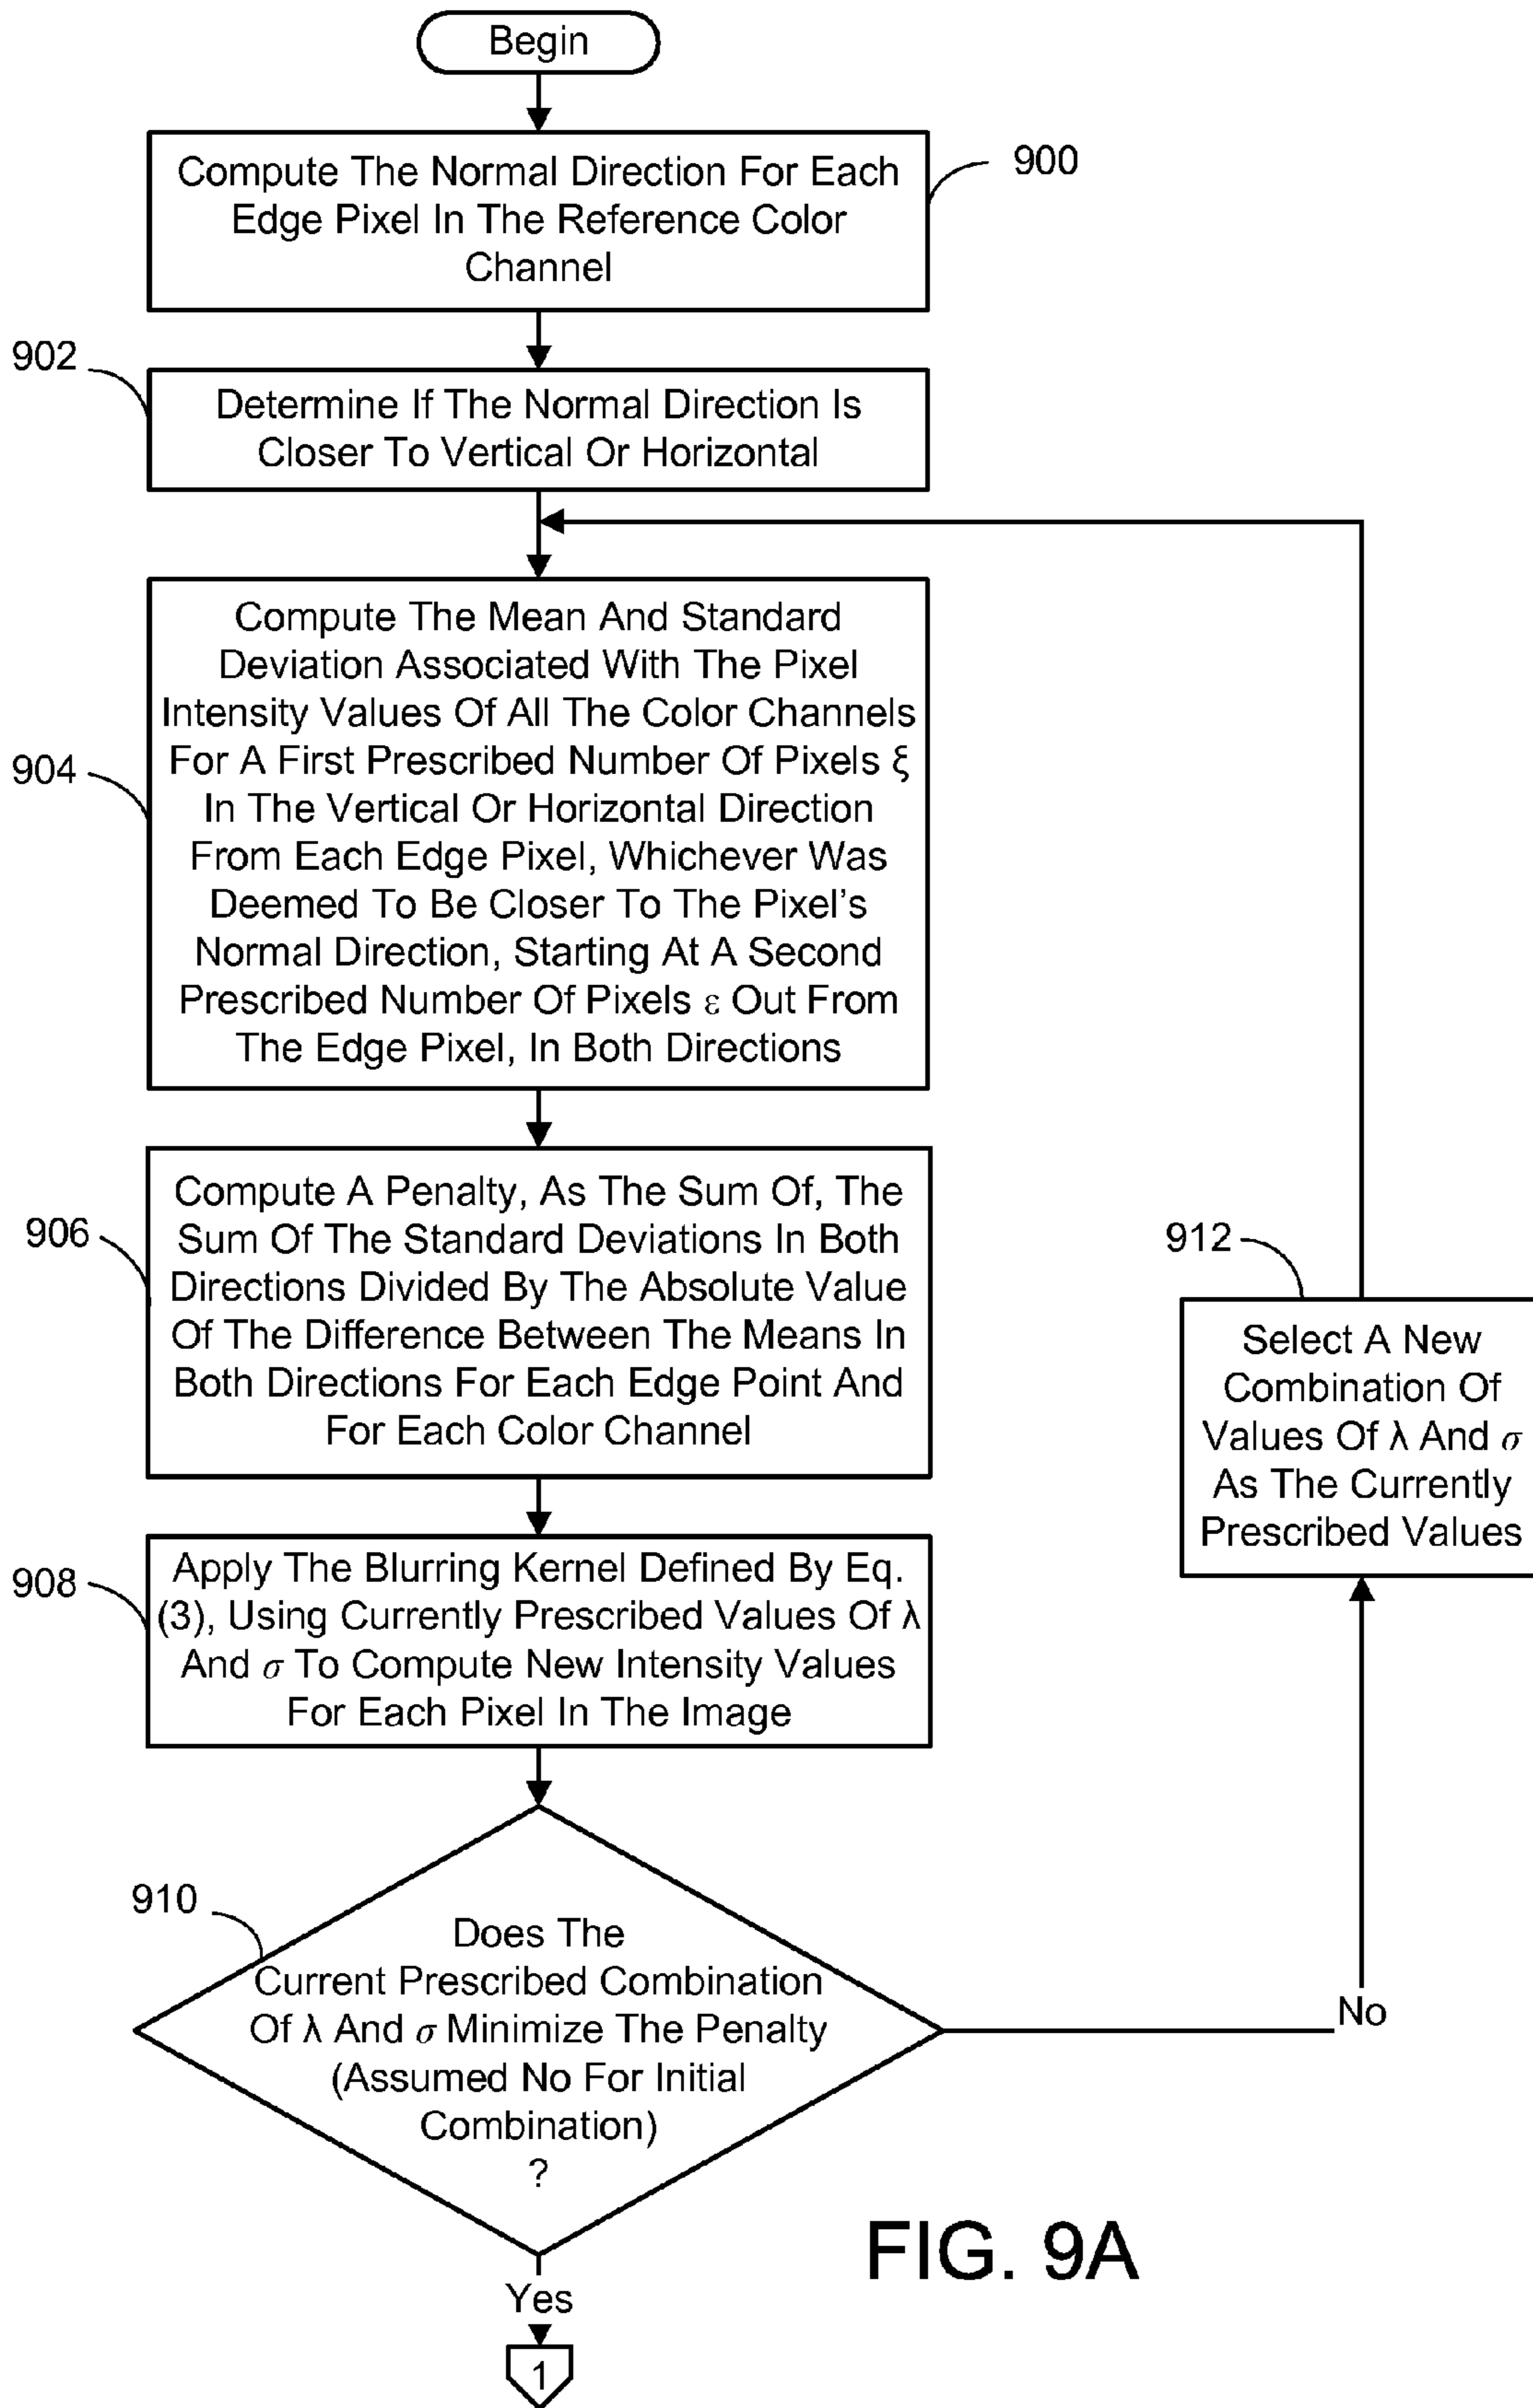 Begin
Compute The Normal Direction For Each
Edge Pixel In The Reference Color
Channel
900
902
Determine If The Normal Direction Is
Closer To Vertical Or Horizontal
904
Compute The Mean And Standard
Deviation Associated With The Pixel
Intensity Values Of All The Color Channels
For A First Prescribed Number Of Pixels ξ
In The Vertical Or Horizontal Direction
From Each Edge Pixel, Whichever Was
Deemed To Be Closer To The Pixel's
Normal Direction, Starting At A Second
Prescribed Number Of Pixels ε Out From
The Edge Pixel, In Both Directions
906
Compute A Penalty, As The Sum Of, The
Sum Of The Standard Deviations In Both
Directions Divided By The Absolute Value
Of The Difference Between The Means In
Both Directions For Each Edge Point And
For Each Color Channel
912
Select A New
Combination Of
Values Of λ And σ
As The Currently
Prescribed Values
908
Apply The Blurring Kernel Defined By Eq.
(3), Using Currently Prescribed Values Of λ
And σ To Compute New Intensity Values
For Each Pixel In The Image
910
Does The
Current Prescribed Combination
Of λ And σ Minimize The Penalty
(Assumed No For Initial
Combination)
?
No
Yes
1
FIG. 9A